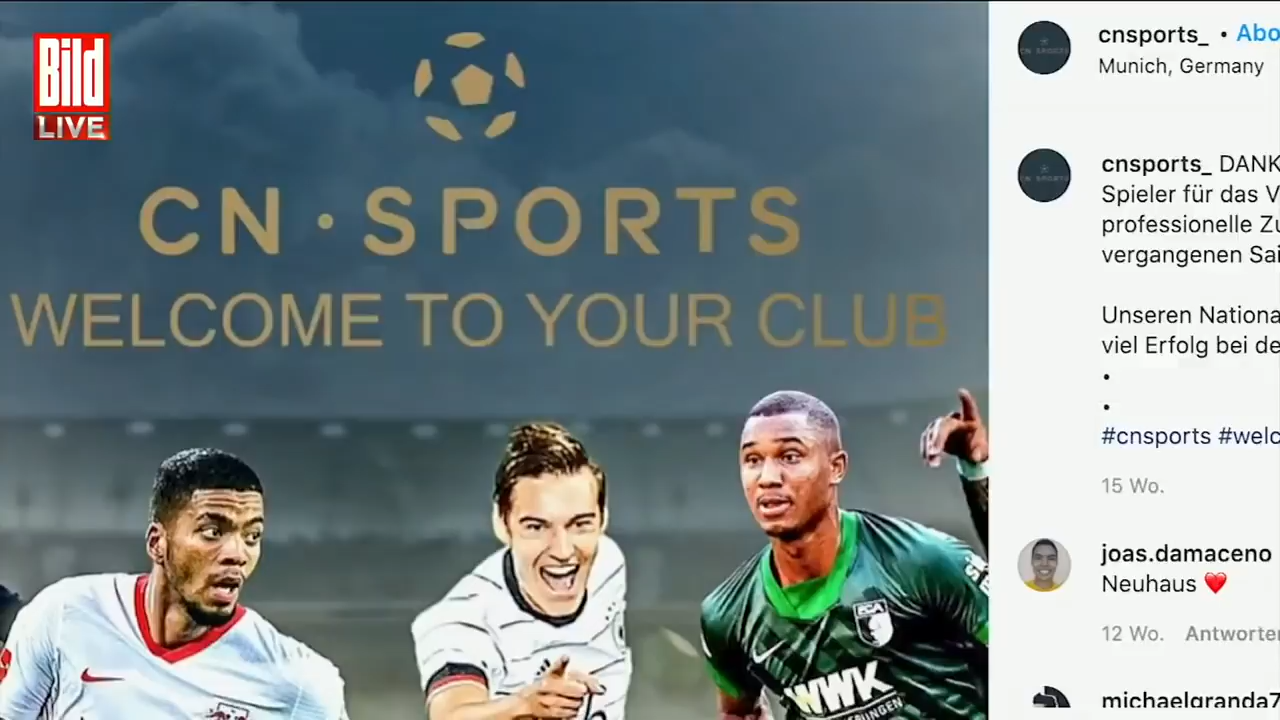 Bild
LIVE
CN·SPORTS
WELCOME TO YOUR CLUB
FCA
WWK
cnsports_ • Abo
Munich, Germany
cnsports_ DANK
Spieler für das V
professionelle Zu
vergangenen Sai
Unseren Nationa
viel Erfolg bei de
•
•
#cnsports #welc
15 Wo.
joas.damaceno
Neuhaus ❤️
12 Wo. Antworten
michaelgranda7